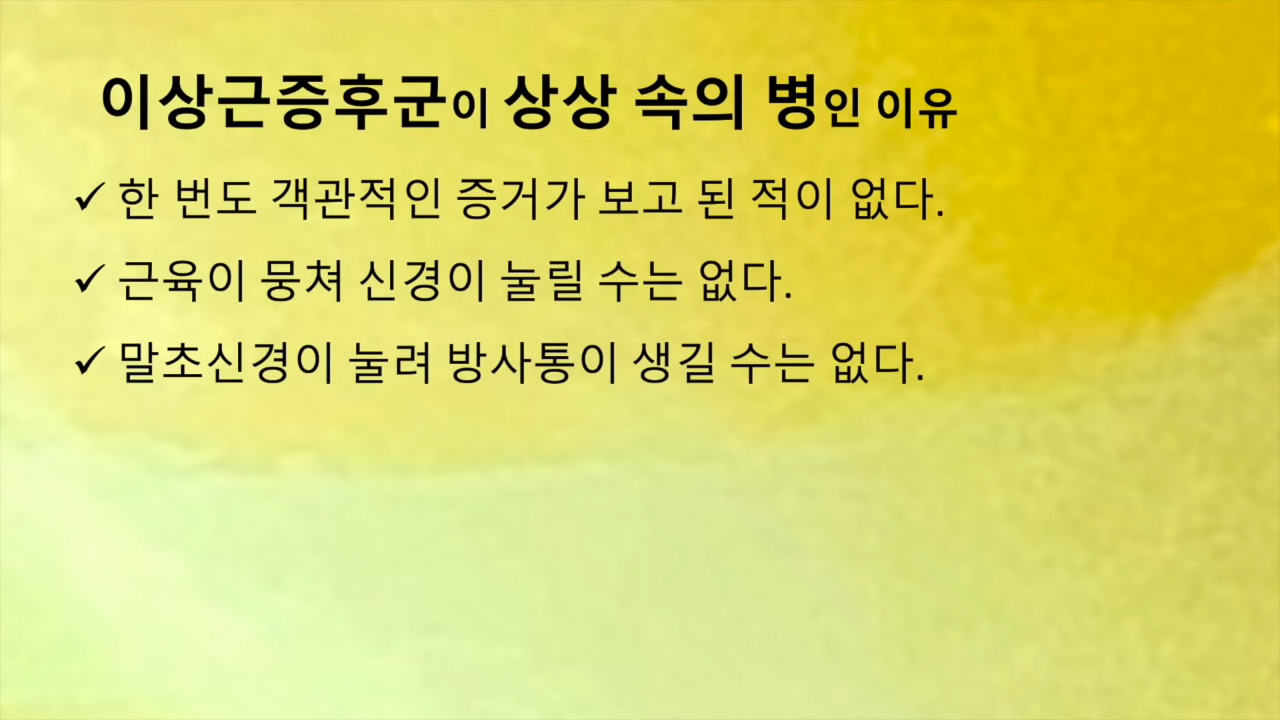 이상근증후군이 상상 속의 병인 이유
✓ 한 번도 객관적인 증거가 보고 된 적이 없다.
✓ 근육이 뭉쳐 신경이 눌릴 수는 없다.
✓ 말초신경이 눌려 방사통이 생길 수는 없다.